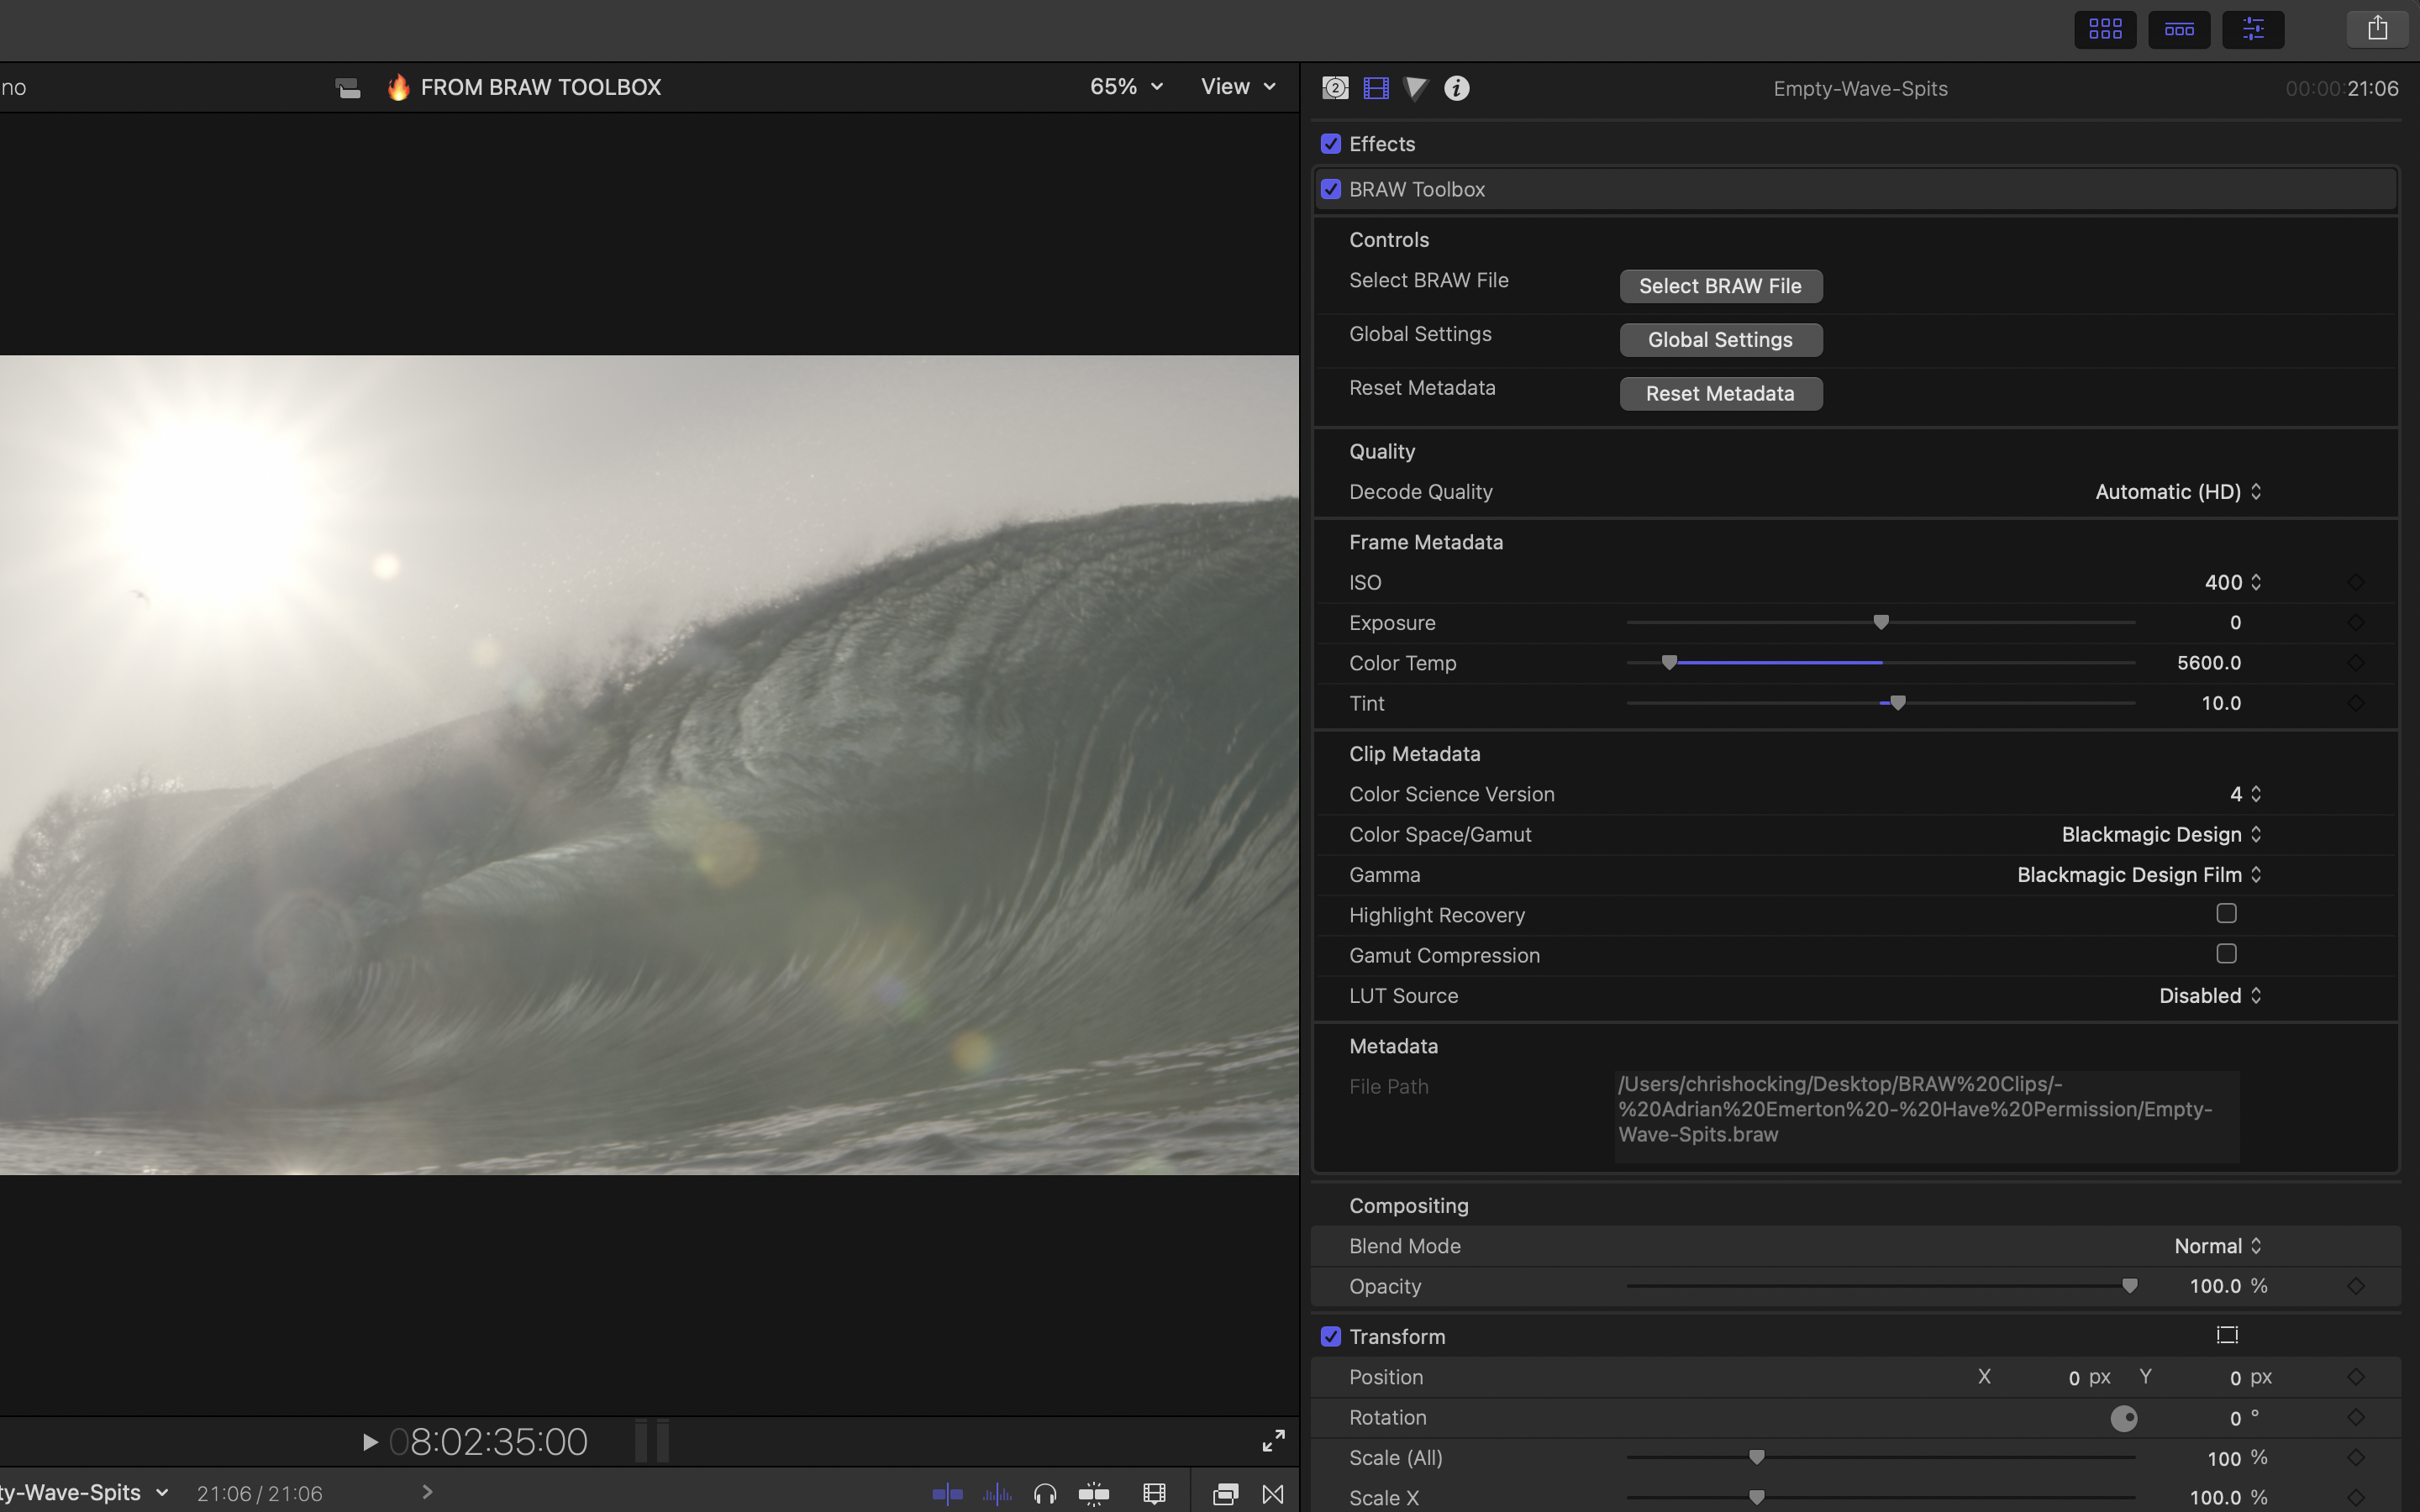 no
FROM BRAW TOOLBOX
65%
View
2
i
Empty-Wave-Spits
00:00:21:06
Effects
BRAW Toolbox
Controls
Select BRAW File
Select BRAW File
Global Settings
Global Settings
Reset Metadata
Reset Metadata
Quality
Decode Quality
Automatic (HD)
Frame Metadata
ISO
400
Exposure
0
Color Temp
5600.0
Tint
10.0
Clip Metadata
Color Science Version
4
Color Space/Gamut
Blackmagic Design
Gamma
Blackmagic Design Film
Highlight Recovery
Gamut Compression
LUT Source
Disabled
Metadata
File Path
/Users/chrishocking/Desktop/BRAW%20Clips/-
%20Adrian%20Emerton%20-%20Have%20Permission/Empty-
Wave-Spits.braw
Compositing
Blend Mode
Normal
Opacity
100.0 %
Transform
Position
X 0 px Y 0 px
Rotation
0 °
Scale (All)
100 %
Scale X
100.0 %
08:02:35:00
ty-Wave-Spits
21:06 / 21:06